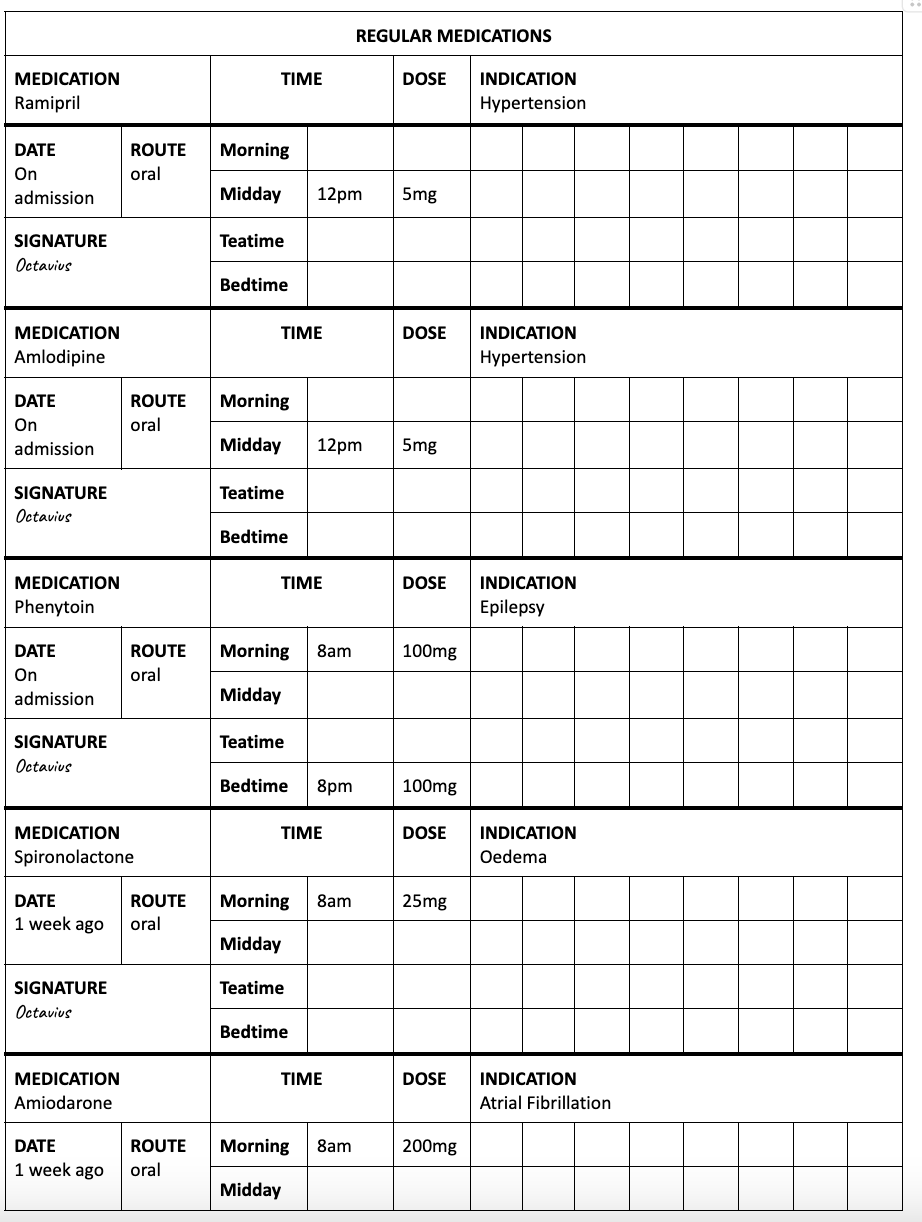 REGULAR MEDICATIONS
MEDICATION TIME DOSE INDICATION
Ramipril Hypertension
DATE ROUTE Morning
On oral
admission Midday 12pm 5mg
SIGNATURE Teatime
Octavius
Bedtime
MEDICATION TIME DOSE INDICATION
Amlodipine Hypertension
DATE ROUTE Morning
On oral
admission Midday 12pm 5mg
SIGNATURE Teatime
Octavius
Bedtime
MEDICATION TIME DOSE INDICATION
Phenytoin Epilepsy
DATE ROUTE Morning 8am 100mg
On oral
admission Midday
SIGNATURE Teatime
Octavius
Bedtime 8pm 100mg
MEDICATION TIME DOSE INDICATION
Spironolactone Oedema
DATE ROUTE Morning 8am 25mg
1 week ago oral
Midday
SIGNATURE Teatime
Octavius
Bedtime
MEDICATION TIME DOSE INDICATION
Amiodarone Atrial Fibrillation
DATE ROUTE Morning 8am 200mg
1 week ago oral
Midday